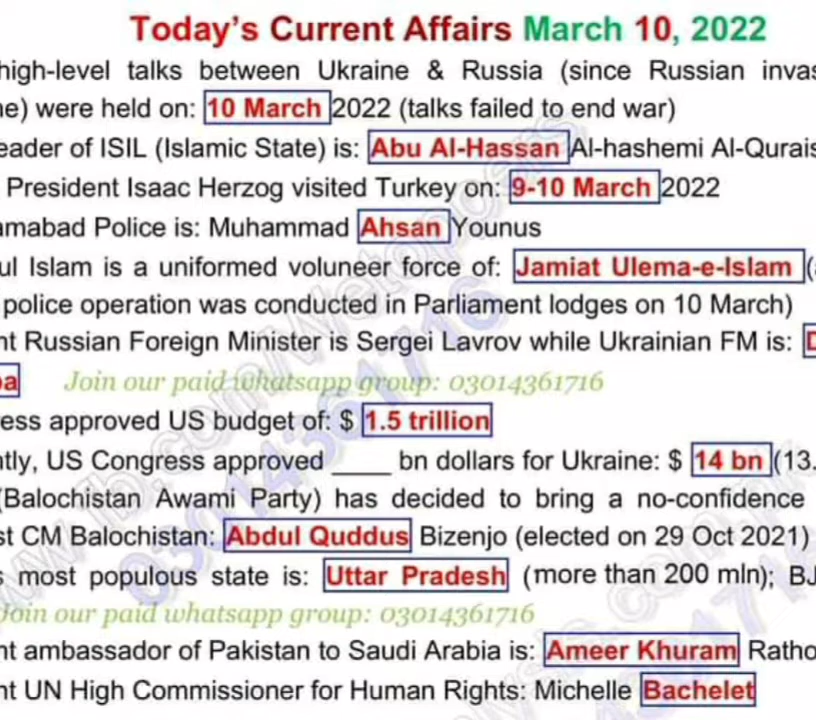 Today's Current Affairs March 10, 2022
high-level talks between Ukraine & Russia (since Russian invas
ne) were held on: 10 March 2022 (talks failed to end war)
eader of ISIL (Islamic State) is: Abu Al-Hassan Al-hashemi Al-Qurais
President Isaac Herzog visited Turkey on: 9-10 March 2022
amabad Police is: Muhammad Ahsan Younus
ul Islam is a uniformed voluneer force of: Jamiat Ulema-e-Islam (
police operation was conducted in Parliament lodges on 10 March)
nt Russian Foreign Minister is Sergei Lavrov while Ukrainian FM is: D
ba Join our paid whatsapp group: 03014361716
ess approved US budget of: $ 1.5 trillion
ntly, US Congress approved ____ bn dollars for Ukraine: $ 14 bn (13.
(Balochistan Awami Party) has decided to bring a no-confidence
st CM Balochistan: Abdul Quddus Bizenjo (elected on 29 Oct 2021)
s most populous state is: Uttar Pradesh (more than 200 mln); BJ
Join our paid whatsapp group: 03014361716
nt ambassador of Pakistan to Saudi Arabia is: Ameer Khuram Ratho
nt UN High Commissioner for Human Rights: Michelle Bachelet